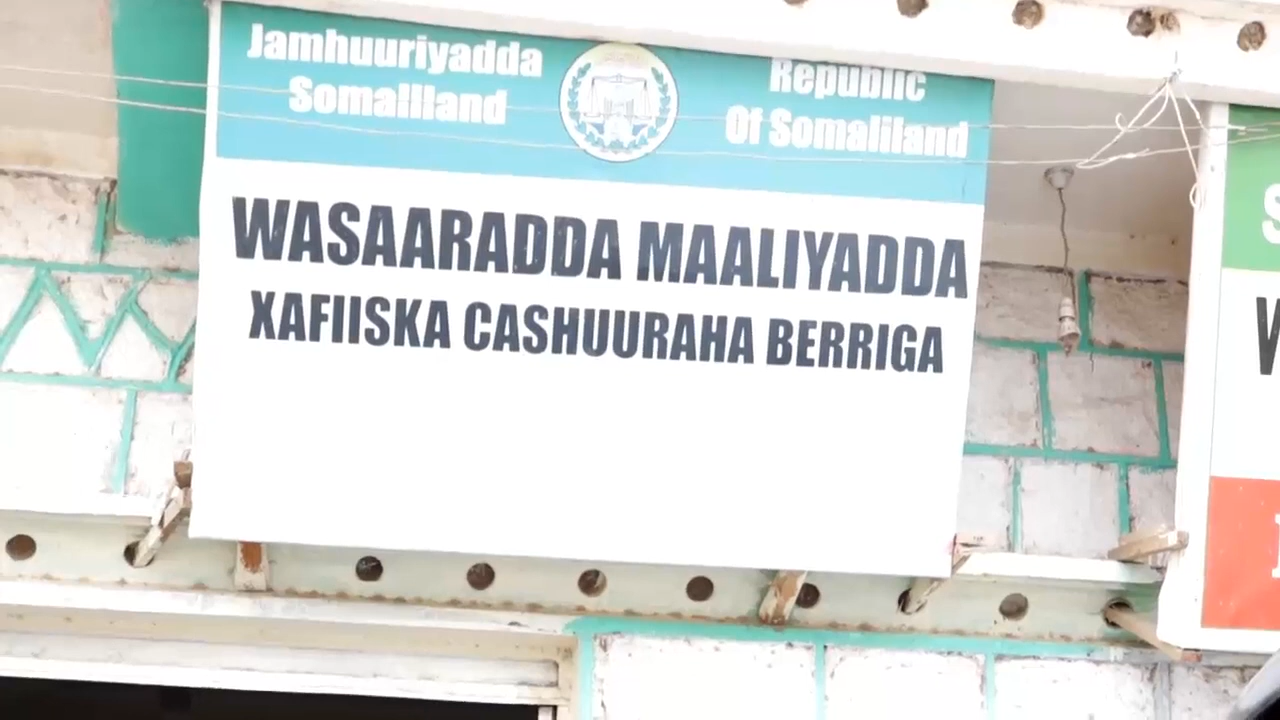 Jamhuuriyadda
Somaliland
Republic
Of Somaliland
WASAARADDA MAALIYADDA
XAFIISKA CASHUURAHA BERRIGA